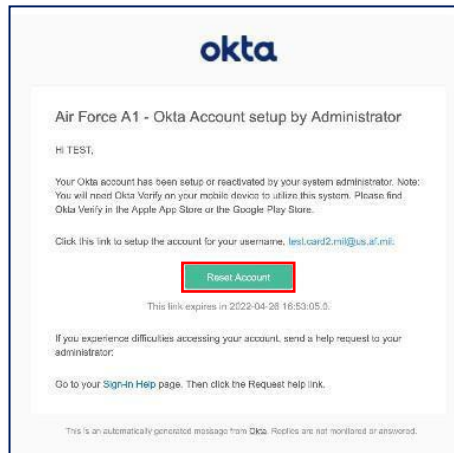 okta
Air Force A1 - Okta Account setup by Administrator
Hi TEST,
Your Okta account has been setup or reactivated by your system administrator. Note:
You will need Okta Verify on your mobile device to utilize this system. Please find
Okta Verify in the Apple App Store or the Google Play Store.
Click this link to setup the account for your username, test.card2.mil@us.af.mil:
Reset Account
This link expires in 2022-04-26 16:53:05.0.
If you experience difficulties accessing your account, send a help request to your
administrator:
Go to your Sign-in Help page. Then click the Request help link.
This is an automatically generated message from Okta. Replies are not monitored or answered.